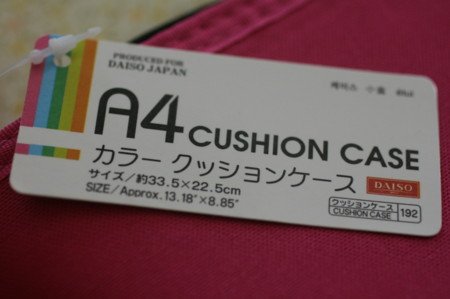 PRODUCED FOR
DAISO JAPAN
A4 CUSHION CASE
カラー クッションケース
サイズ/約33.5×22.5cm
SIZE/Approx.13.18"×8.85"
DAISO
クッションケース
CUSHION CASE
192